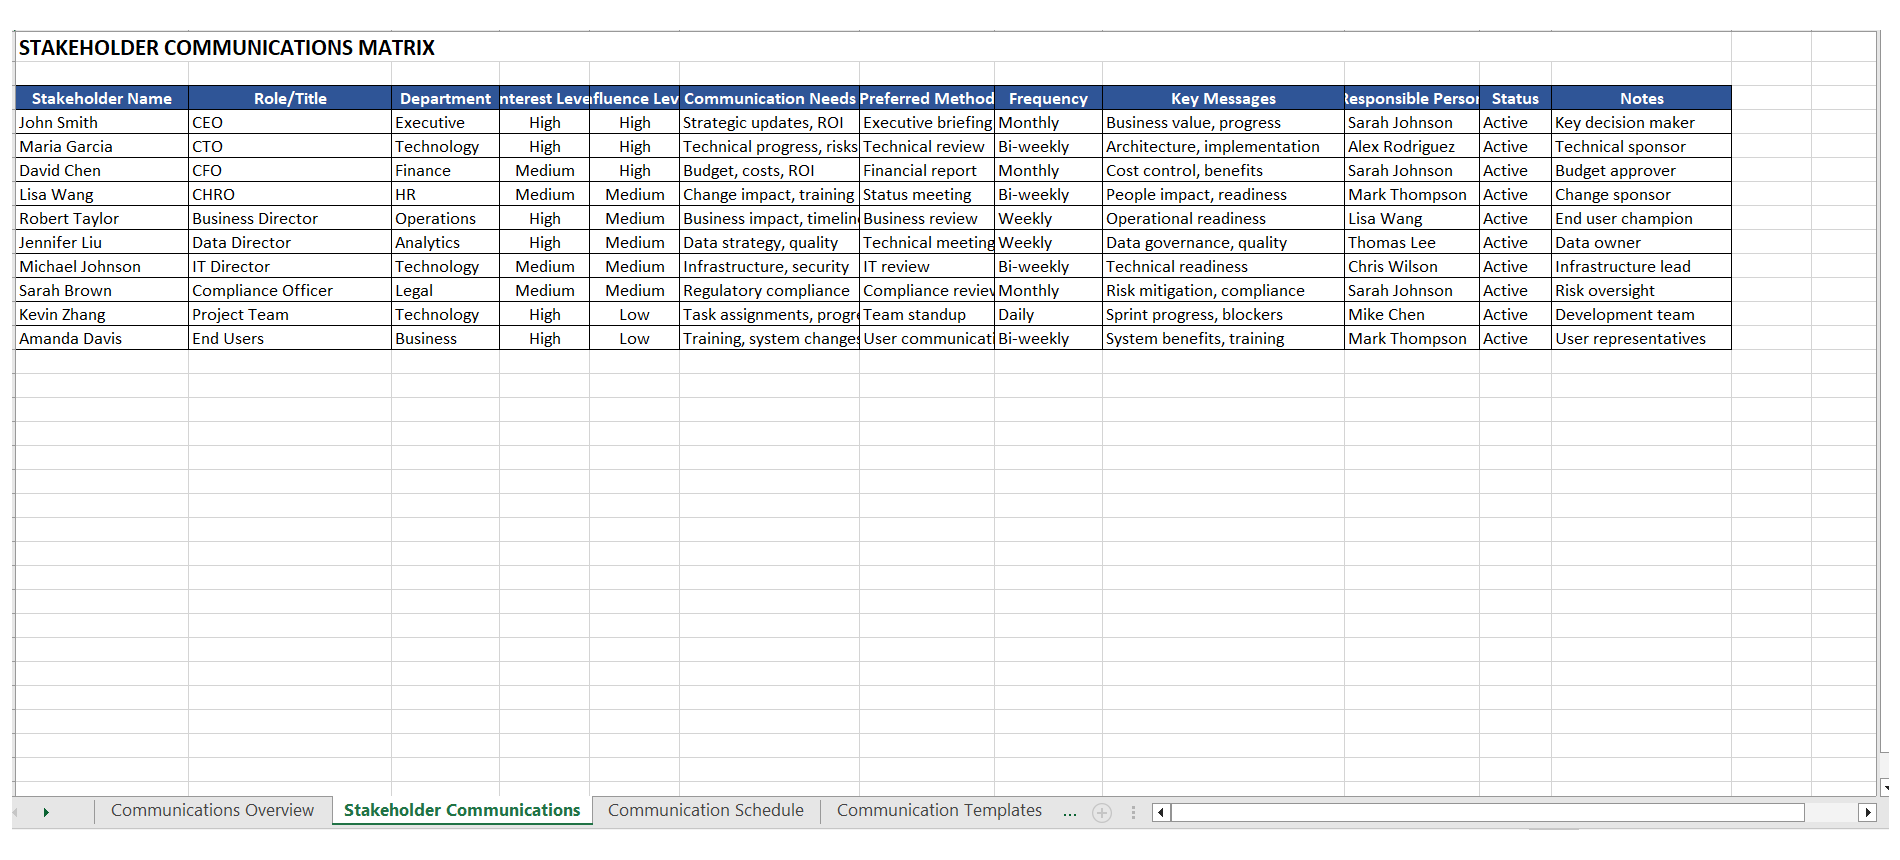 STAKEHOLDER COMMUNICATIONS MATRIX
Stakeholder Name Role/Title Department nterest Leve fluence Lev Communication Needs Preferred Method Frequency Key Messages Responsible Person Status Notes
John Smith CEO Executive High High Strategic updates, ROI Executive briefing Monthly Business value, progress Sarah Johnson Active Key decision maker
Maria Garcia CTO Technology High High Technical progress, risks Technical review Bi-weekly Architecture, implementation Alex Rodriguez Active Technical sponsor
David Chen CFO Finance Medium High Budget, costs, ROI Financial report Monthly Cost control, benefits Sarah Johnson Active Budget approver
Lisa Wang CHRO HR Medium Medium Change impact, training Status meeting Bi-weekly People impact, readiness Mark Thompson Active Change sponsor
Robert Taylor Business Director Operations High Medium Business impact, timelin Business review Weekly Operational readiness Lisa Wang Active End user champion
Jennifer Liu Data Director Analytics High Medium Data strategy, quality Technical meeting Weekly Data governance, quality Thomas Lee Active Data owner
Michael Johnson IT Director Technology Medium Medium Infrastructure, security IT review Bi-weekly Technical readiness Chris Wilson Active Infrastructure lead
Sarah Brown Compliance Officer Legal Medium Medium Regulatory compliance Compliance review Monthly Risk mitigation, compliance Sarah Johnson Active Risk oversight
Kevin Zhang Project Team Technology High Low Task assignments, progre Team standup Daily Sprint progress, blockers Mike Chen Active Development team
Amanda Davis End Users Business High Low Training, system changes User communicati Bi-weekly System benefits, training Mark Thompson Active User representatives
Communications Overview Stakeholder Communications Communication Schedule Communication Templates ...